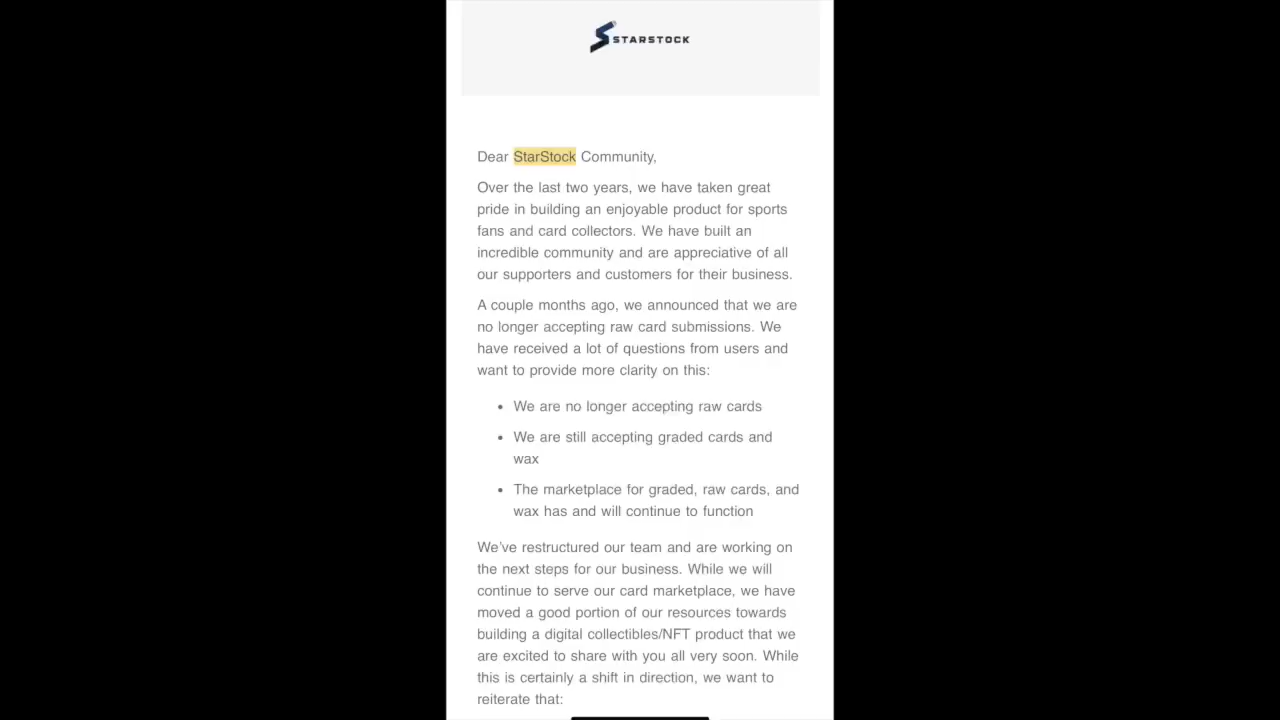 STARSTOCK
Dear StarStock Community,
Over the last two years, we have taken great
pride in building an enjoyable product for sports
fans and card collectors. We have built an
incredible community and are appreciative of all
our supporters and customers for their business.
A couple months ago, we announced that we are
no longer accepting raw card submissions. We
have received a lot of questions from users and
want to provide more clarity on this:
• We are no longer accepting raw cards
• We are still accepting graded cards and
wax
• The marketplace for graded, raw cards, and
wax has and will continue to function
We've restructured our team and are working on
the next steps for our business. While we will
continue to serve our card marketplace, we have
moved a good portion of our resources towards
building a digital collectibles/NFT product that we
are excited to share with you all very soon. While
this is certainly a shift in direction, we want to
reiterate that: